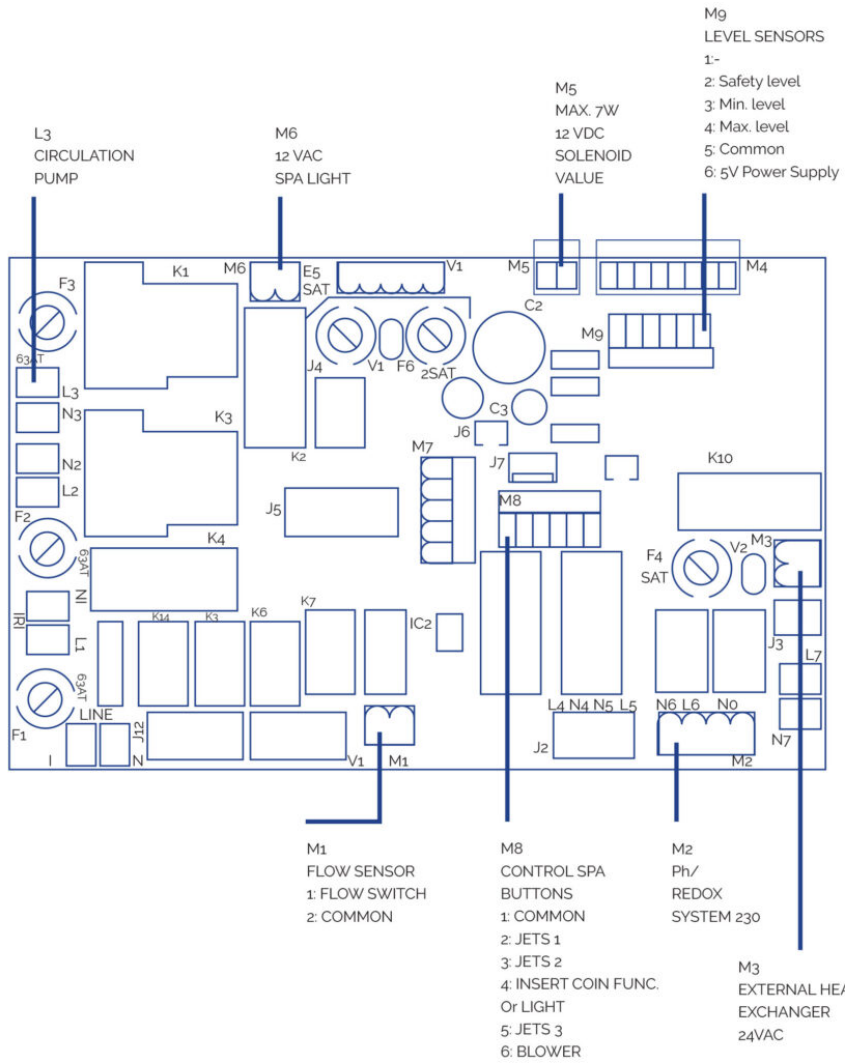 M9
LEVEL SENSORS
1:-
2: Safety level
3: Min. level
4: Max. level
5: Common
6: 5V Power Supply
M5
MAX. 7W
12 VDC
SOLENOID
VALUE
M6
12 VAC
SPA LIGHT
L3
CIRCULATION
PUMP
F3
K1
M6
E5
SAT
V1
M5
M4
63AT
L3
N3
J4
V1
F6
2SAT
C2
M9
K3
K2
C3
J6
M7
J7
N2
L2
J5
M8
K10
F2
63AT
K4
F4
SAT
V2
M3
NI
IRI
L1
K14
K3
K6
K7
IC2
J3
L7
63AT
F1
LINE
J12
L4 N4 N5 L5
N6 L6 N0
N7
I
N
V1
M1
J2
M2
M1
FLOW SENSOR
1: FLOW SWITCH
2: COMMON
M8
CONTROL SPA
BUTTONS
1: COMMON
2: JETS 1
3: JETS 2
4: INSERT COIN FUNC.
Or LIGHT
5: JETS 3
6: BLOWER
M2
Ph/
REDOX
SYSTEM 230
M3
EXTERNAL HEA
EXCHANGER
24VAC